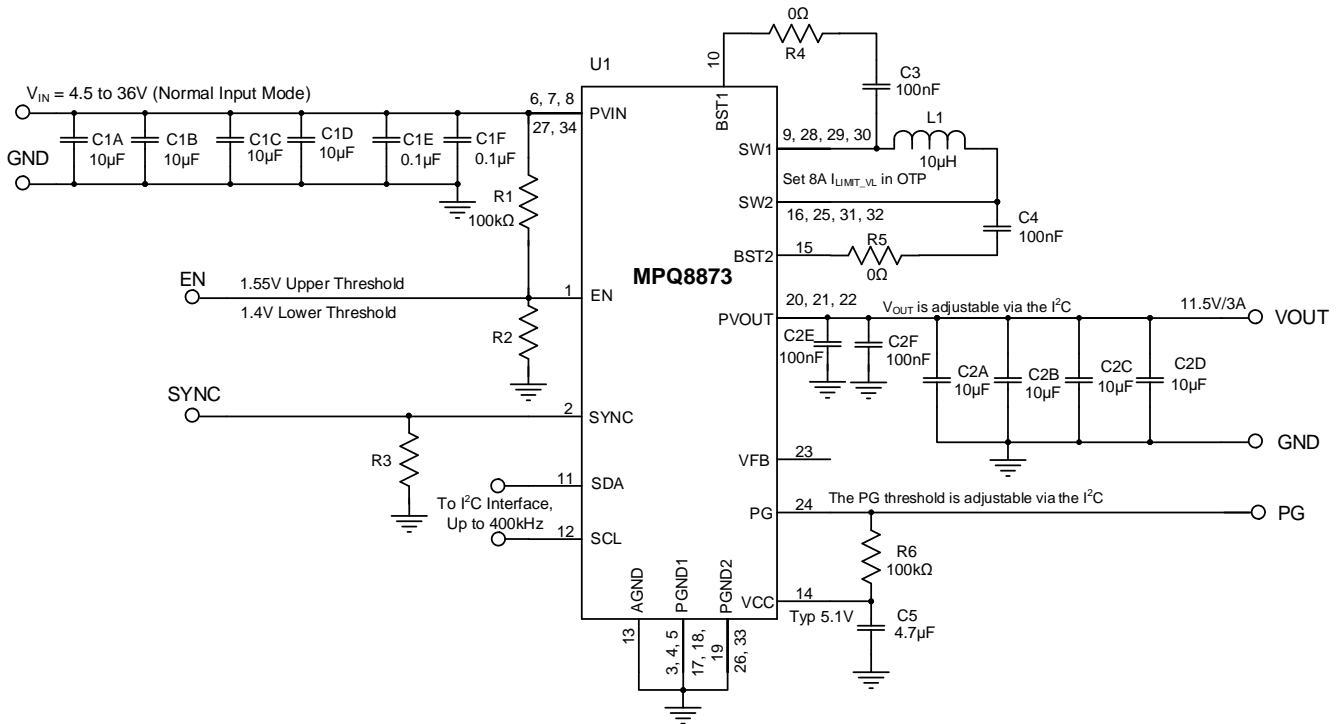 0Ω
R4
10
U1
C3
100nF
V_IN = 4.5 to 36V (Normal Input Mode)
6, 7, 8
27, 34
PVIN
BST1
C1A
10µF
C1B
10µF
C1C
10µF
C1D
10µF
C1E
0.1µF
C1F
0.1µF
GND
R1
100kΩ
SW1
9, 28, 29, 30
L1
10µH
Set 8A I_LIMIT_VL in OTP
SW2
16, 25, 31, 32
C4
100nF
BST2
15
R5
0Ω
MPQ8873
EN
1.55V Upper Threshold
1.4V Lower Threshold
1
EN
R2
PVOUT
20, 21, 22
V_OUT is adjustable via the I²C
11.5V/3A
VOUT
C2E
100nF
C2F
100nF
C2A
10µF
C2B
10µF
C2C
10µF
C2D
10µF
GND
SYNC
2
SYNC
R3
VFB
23
11
SDA
To I²C Interface,
Up to 400kHz
12
SCL
PG
24
The PG threshold is adjustable via the I²C
PG
R6
100kΩ
VCC
14
Typ 5.1V
C5
4.7µF
AGND
PGND1
PGND2
13
3, 4, 5
17, 18,
19
26, 33